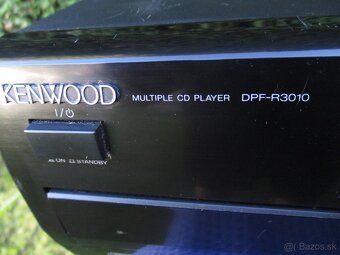 KENWOOD
MULTIPLE CD PLAYER DPF-R3010
I/⏻
ON STANDBY
© Bazos.sk